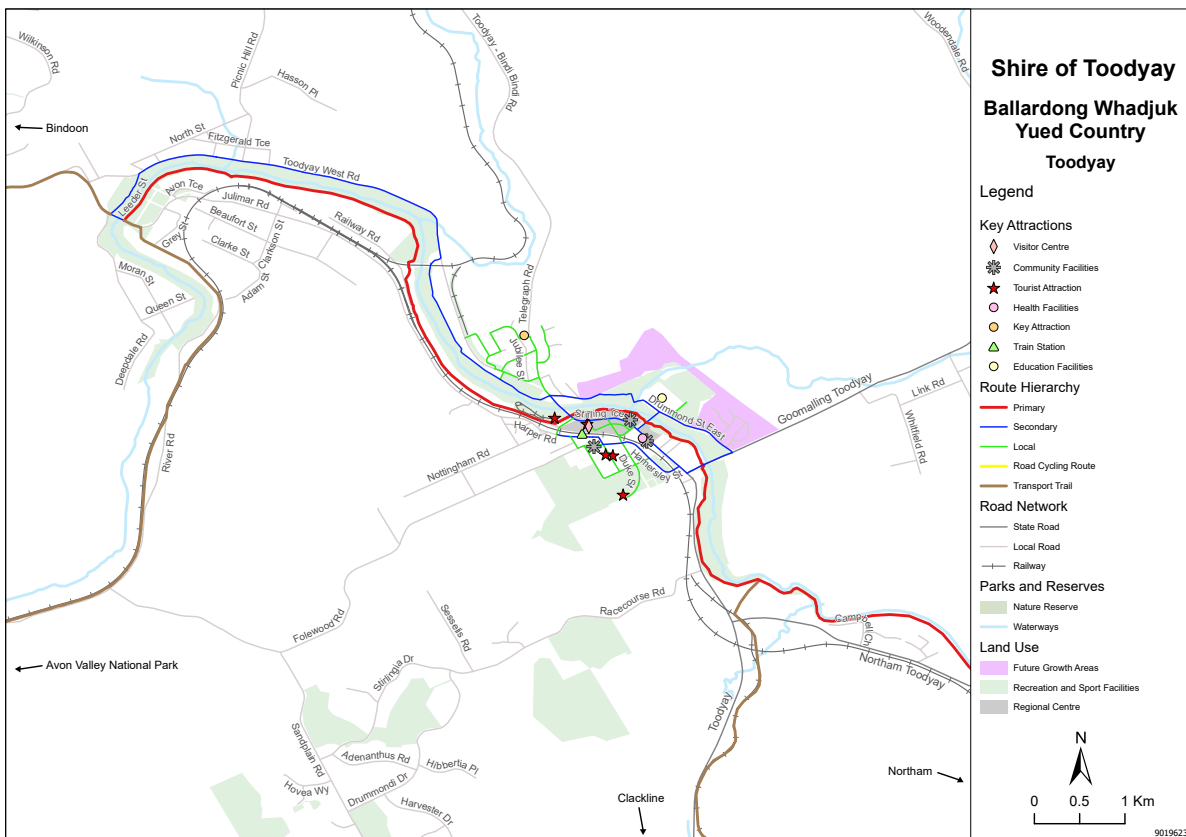 Wilkinson Rd
Picnic Hill Rd
Hasson Pl
Toodyay - Bindi Bindi Rd
Woodendale Rd
Bindoon
North St
Fitzgerald Tce
Toodyay West Rd
Leeder St
Avon Tce
Julimar Rd
Railway Rd
Beaufort St
Grey St
Clarke St
Clarkson St
Moran St
Adam St
Queen St
Deepdale Rd
River Rd
Telegraph Rd
Jubilee St
Goomalling Toodyay
Link Rd
Whitfield Rd
Drummond St East
Stirling Tce
Harper Rd
Hamersley St
Duke St
Nottingham Rd
Racecourse Rd
Folewood Rd
Sesselis Rd
Stirlingia Dr
Avon Valley National Park
Northam Toodyay
Toodyay
Sandplain Rd
Adenanthus Rd
Hibbertia Pl
Drummondi Dr
Hovea Wy
Harvester Dr
Clackline
Northam
Shire of Toodyay
Ballardong Whadjuk
Yued Country
Toodyay
Legend
Key Attractions
Visitor Centre
Community Facilities
Tourist Attraction
Health Facilities
Key Attraction
Train Station
Education Facilities
Route Hierarchy
Primary
Secondary
Local
Road Cycling Route
Transport Trail
Road Network
State Road
Local Road
Railway
Parks and Reserves
Nature Reserve
Waterways
Land Use
Future Growth Areas
Recreation and Sport Facilities
Regional Centre
N
0 0.5 1 Km
9019623